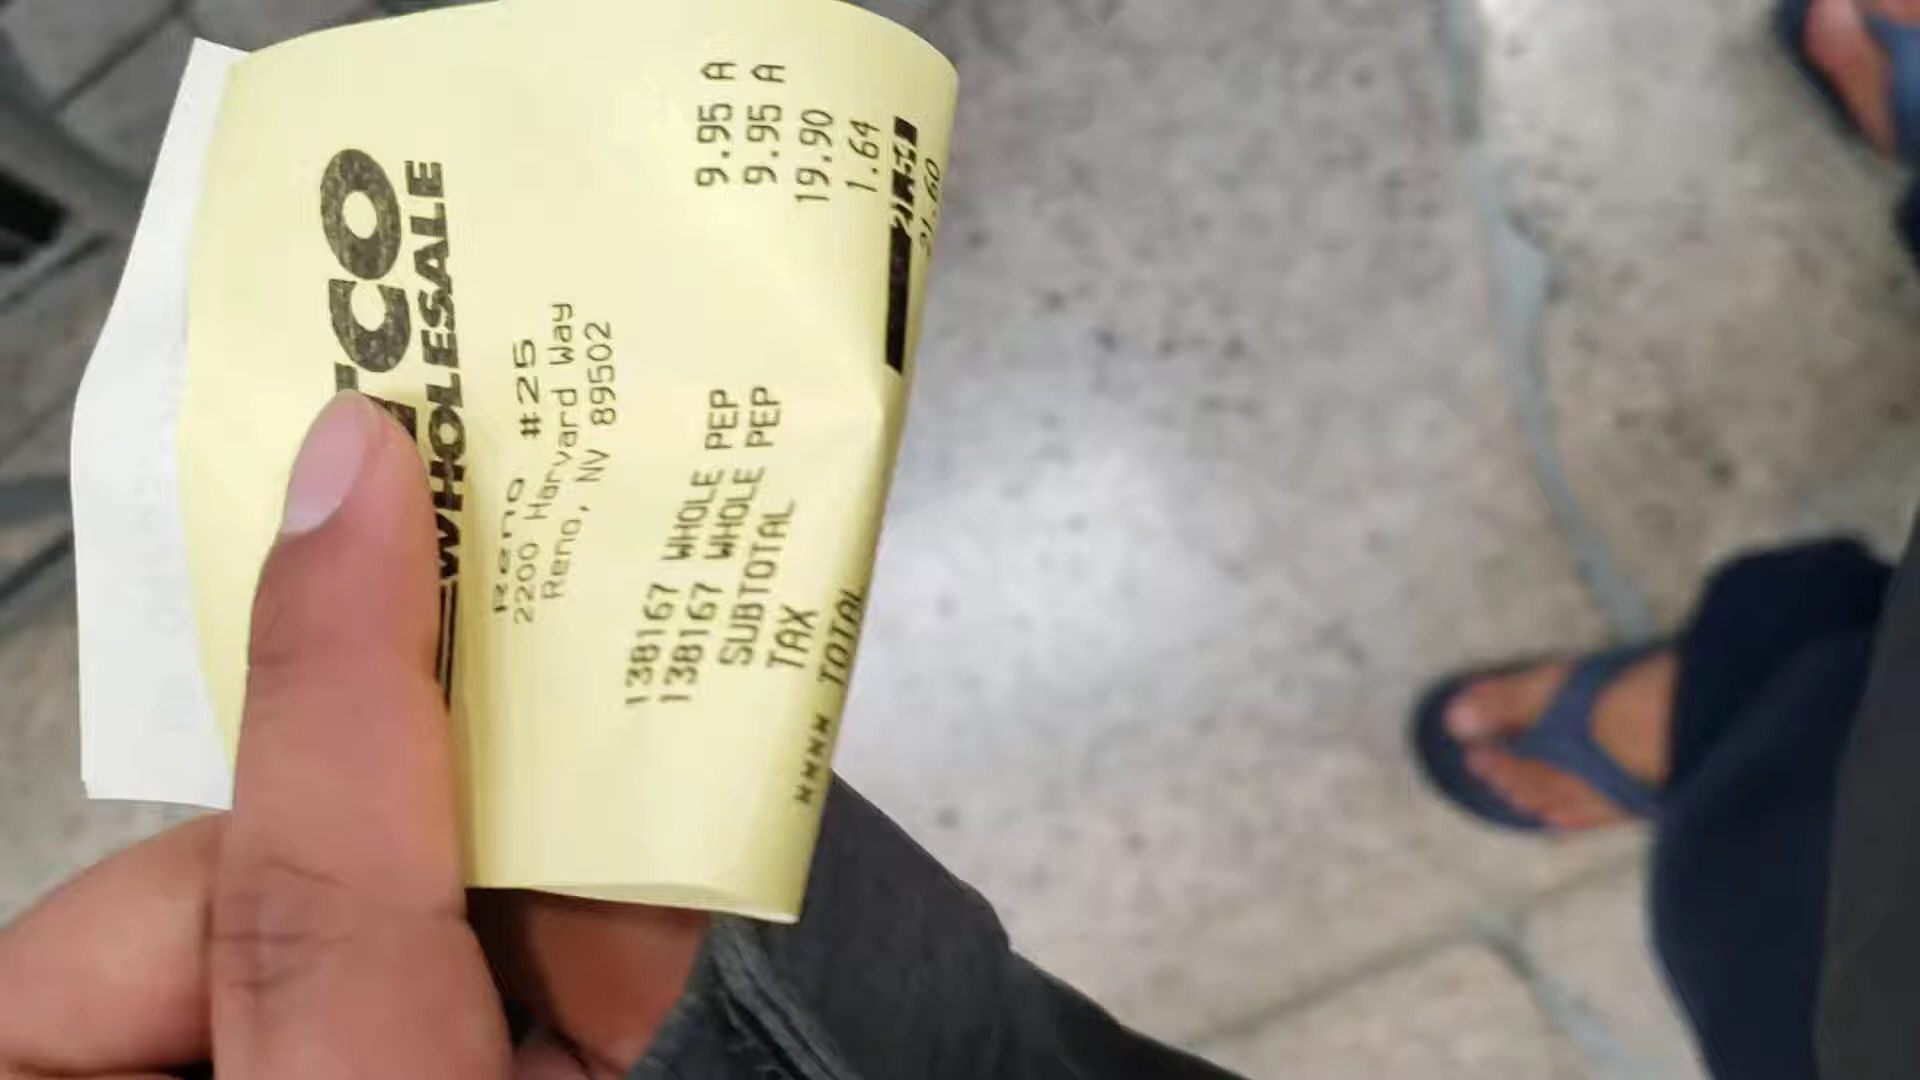 TCO
WHOLESALE
Reno #25
2200 Harvard Way
Reno, NV 89502
138167 WHOLE PEP 9.95 A
138167 WHOLE PEP 9.95 A
SUBTOTAL 19.90
TAX 1.64
**** TOTAL